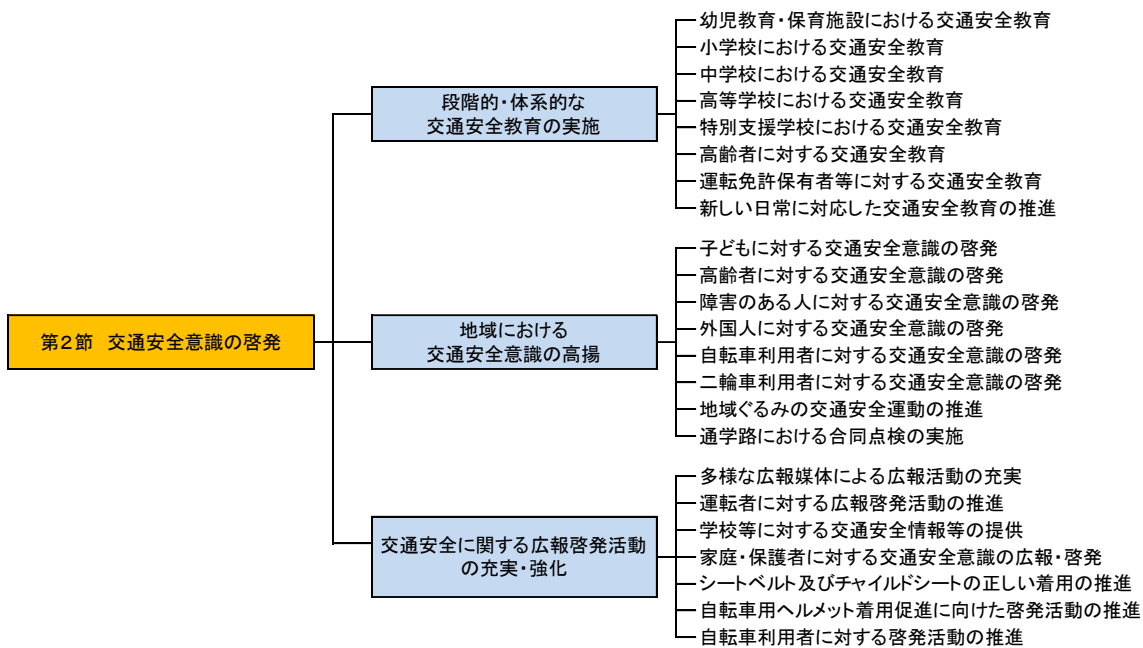 第2節 交通安全意識の啓発
段階的・体系的な
交通安全教育の実施
幼児教育・保育施設における交通安全教育
小学校における交通安全教育
中学校における交通安全教育
高等学校における交通安全教育
特別支援学校における交通安全教育
高齢者に対する交通安全教育
運転免許保有者等に対する交通安全教育
新しい日常に対応した交通安全教育の推進
地域における
交通安全意識の高揚
子どもに対する交通安全意識の啓発
高齢者に対する交通安全意識の啓発
障害のある人に対する交通安全意識の啓発
外国人に対する交通安全意識の啓発
自転車利用者に対する交通安全意識の啓発
二輪車利用者に対する交通安全意識の啓発
地域ぐるみの交通安全運動の推進
通学路における合同点検の実施
交通安全に関する広報啓発活動
の充実・強化
多様な広報媒体による広報活動の充実
運転者に対する広報啓発活動の推進
学校等に対する交通安全情報等の提供
家庭・保護者に対する交通安全意識の広報・啓発
シートベルト及びチャイルドシートの正しい着用の推進
自転車用ヘルメット着用促進に向けた啓発活動の推進
自転車利用者に対する啓発活動の推進